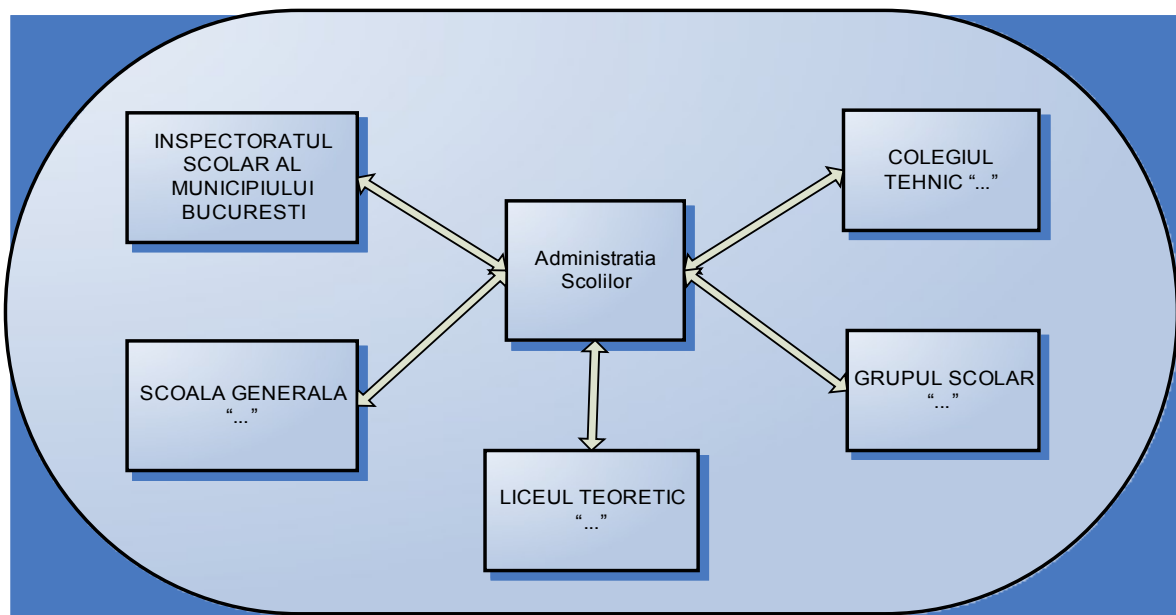 INSPECTORATUL
SCOLAR AL
MUNICIPIULUI
BUCURESTI
COLEGIUL
TEHNIC “...”
Administratia
Scolilor
SCOALA GENERALA
“...”
GRUPUL SCOLAR
“...”
LICEUL TEORETIC
“...”